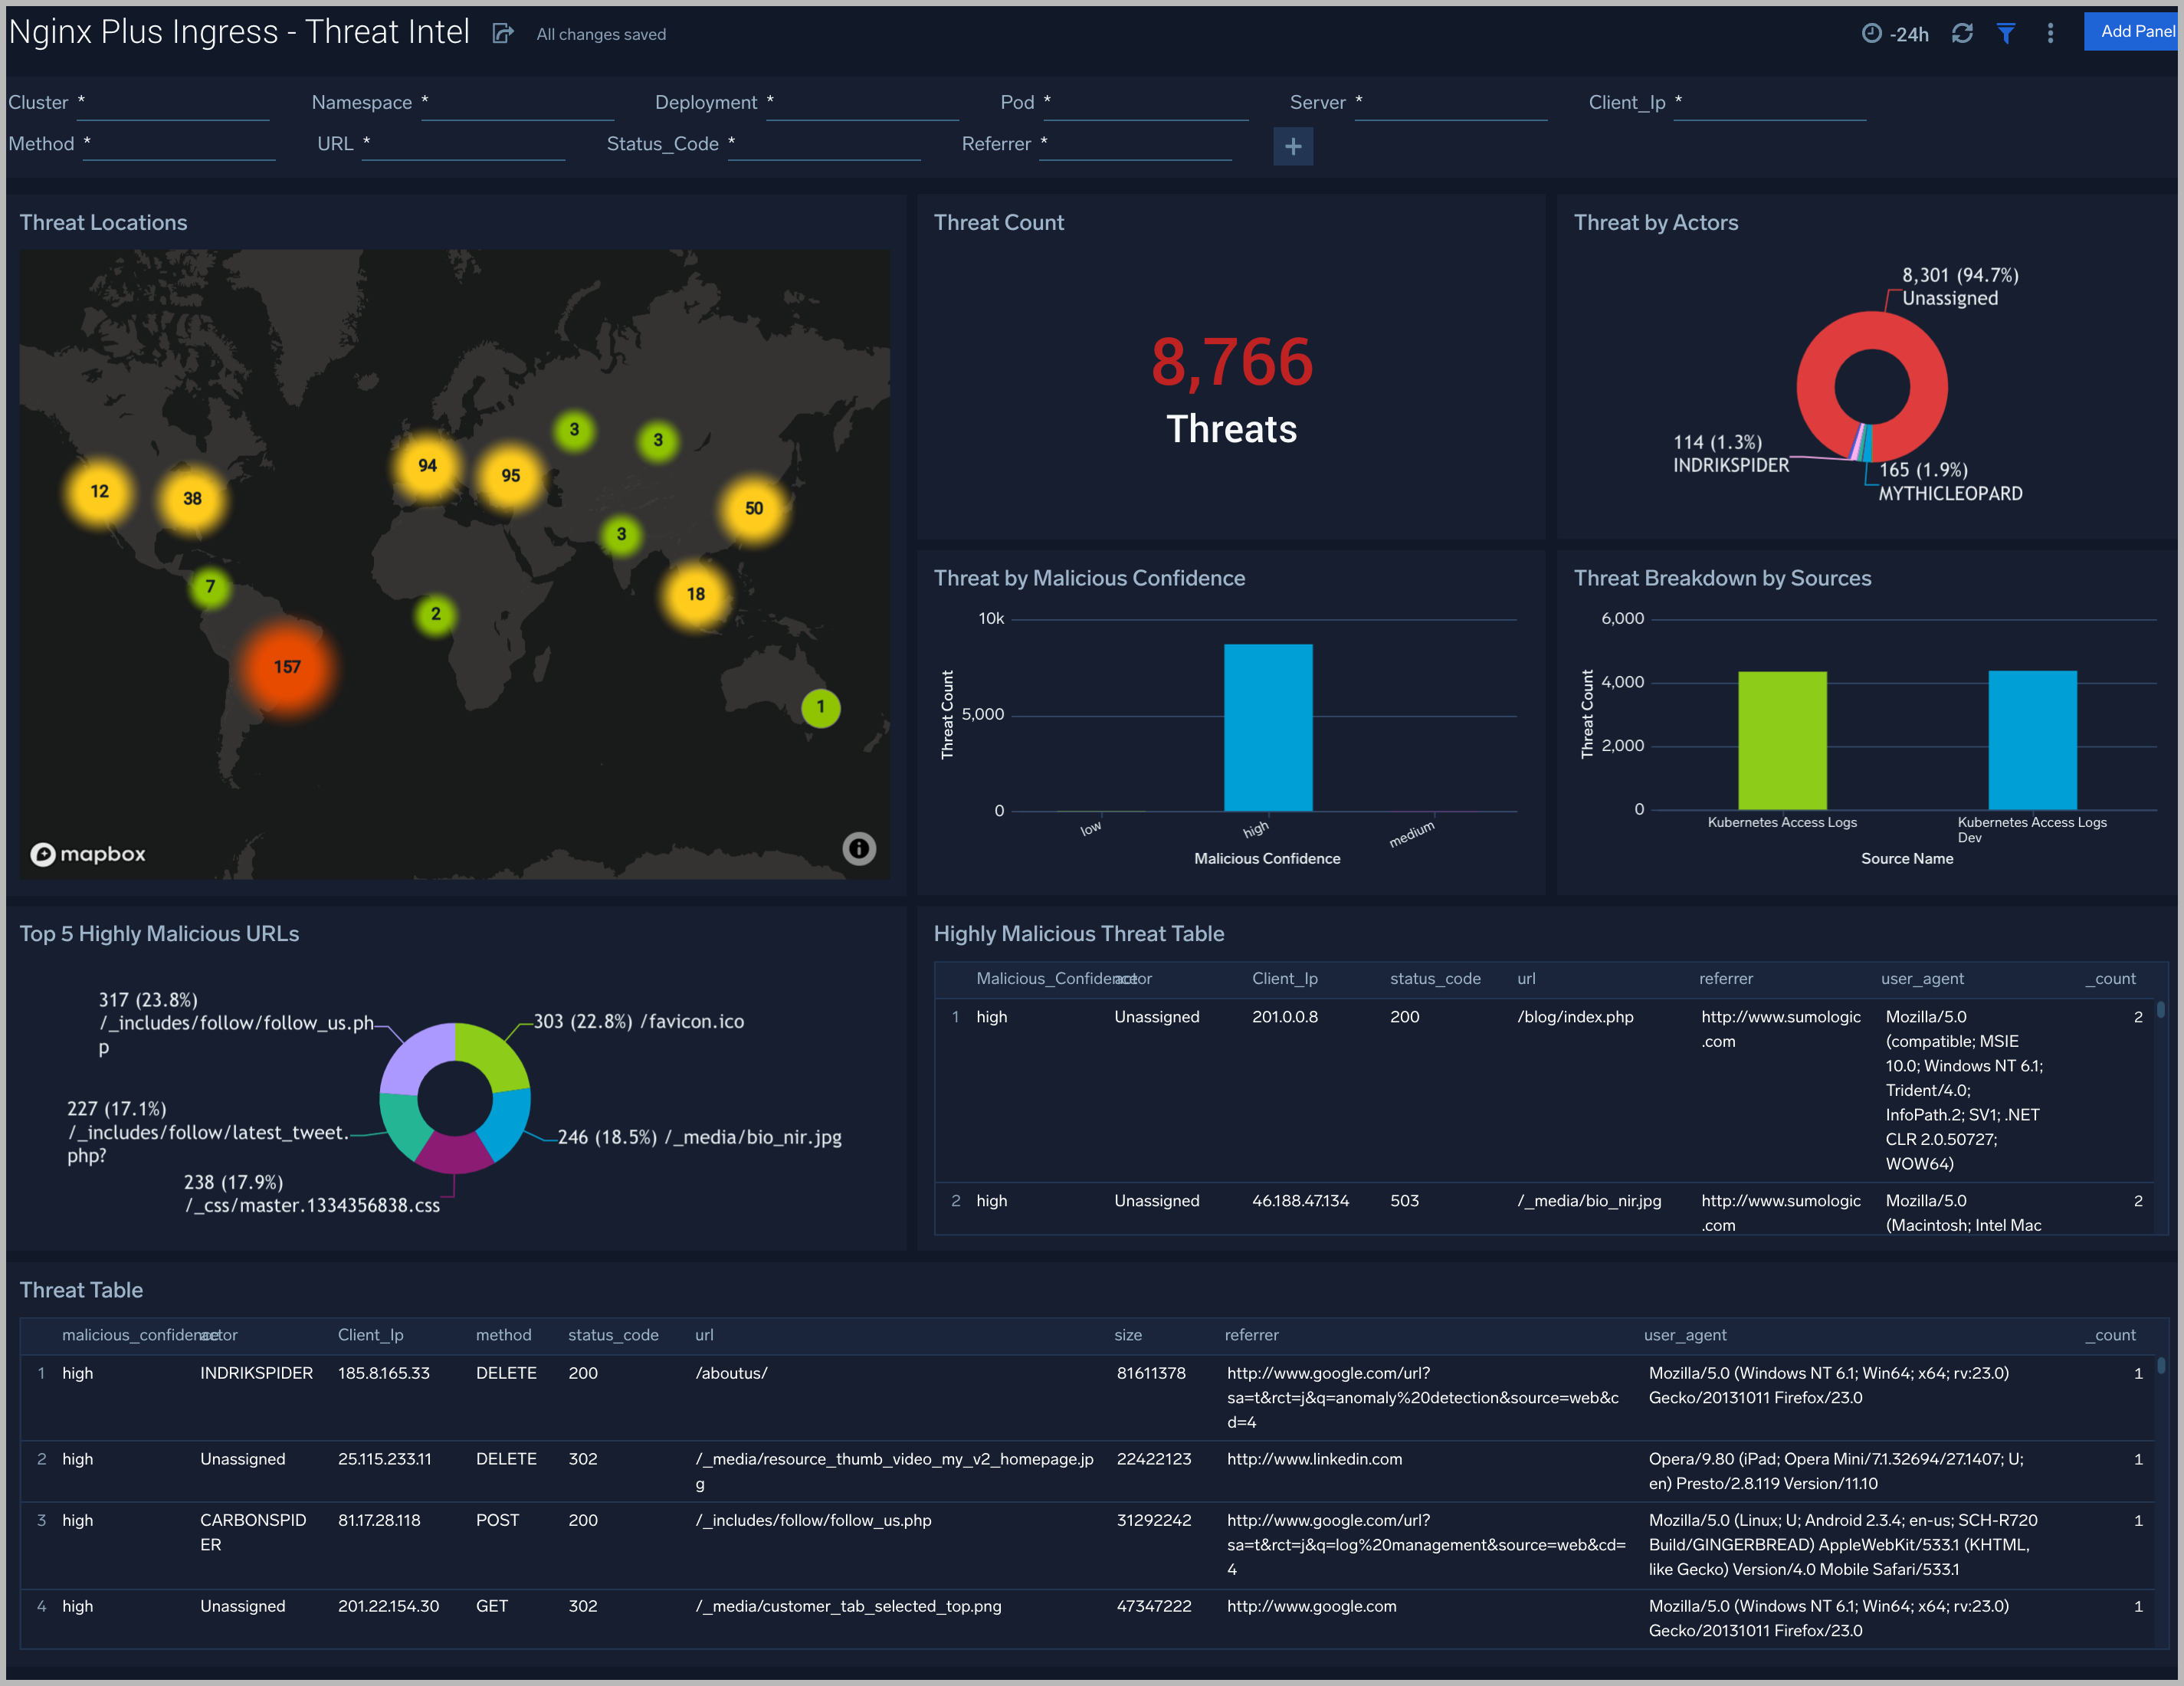 Nginx Plus Ingress - Threat Intel
All changes saved
-24h
Add Panel
Cluster *
Namespace *
Deployment *
Pod *
Server *
Client_Ip *
Method *
URL *
Status_Code *
Referrer *
+
Threat Locations
12
38
94
95
3
3
50
3
7
2
18
157
1
mapbox
Threat Count
8,766
Threats
Threat by Actors
8,301 (94.7%)
Unassigned
114 (1.3%)
INDRIKSPIDER
165 (1.9%)
MYTHICLEOPARD
Threat by Malicious Confidence
Threat Count
10k
5,000
0
low
high
medium
Malicious Confidence
Threat Breakdown by Sources
Threat Count
6,000
4,000
2,000
0
Kubernetes Access Logs
Kubernetes Access Logs
Dev
Source Name
Top 5 Highly Malicious URLs
317 (23.8%)
/_includes/follow/follow_us.ph
p
303 (22.8%) /favicon.ico
227 (17.1%)
/_includes/follow/latest_tweet.
php?
246 (18.5%) /_media/bio_nir.jpg
238 (17.9%)
/_css/master.1334356838.css
Highly Malicious Threat Table
Malicious_Confidence actor Client_Ip status_code url referrer user_agent _count
1 high Unassigned 201.0.0.8 200 /blog/index.php http://www.sumologic Mozilla/5.0 2
.com (compatible; MSIE
10.0; Windows NT 6.1;
Trident/4.0;
InfoPath.2; SV1; .NET
CLR 2.0.50727;
WOW64)
2 high Unassigned 46.188.47.134 503 /_media/bio_nir.jpg http://www.sumologic Mozilla/5.0 2
.com (Macintosh; Intel Mac
Threat Table
malicious_confidence actor Client_Ip method status_code url size referrer user_agent _count
1 high INDRIKSPIDER 185.8.165.33 DELETE 200 /aboutus/ 81611378 http://www.google.com/url? Mozilla/5.0 (Windows NT 6.1; Win64; x64; rv:23.0) 1
sa=t&rct=j&q=anomaly%20detection&source=web&c Gecko/20131011 Firefox/23.0
d=4
2 high Unassigned 25.115.233.11 DELETE 302 /_media/resource_thumb_video_my_v2_homepage.jp 22422123 http://www.linkedin.com Opera/9.80 (iPad; Opera Mini/7.1.32694/27.1407; U; 1
g en) Presto/2.8.119 Version/11.10
3 high CARBONSPID 81.17.28.118 POST 200 /_includes/follow/follow_us.php 31292242 http://www.google.com/url? Mozilla/5.0 (Linux; U; Android 2.3.4; en-us; SCH-R720 1
ER sa=t&rct=j&q=log%20management&source=web&cd= Build/GINGERBREAD) AppleWebKit/533.1 (KHTML,
4 like Gecko) Version/4.0 Mobile Safari/533.1
4 high Unassigned 201.22.154.30 GET 302 /_media/customer_tab_selected_top.png 47347222 http://www.google.com Mozilla/5.0 (Windows NT 6.1; Win64; x64; rv:23.0) 1
Gecko/20131011 Firefox/23.0